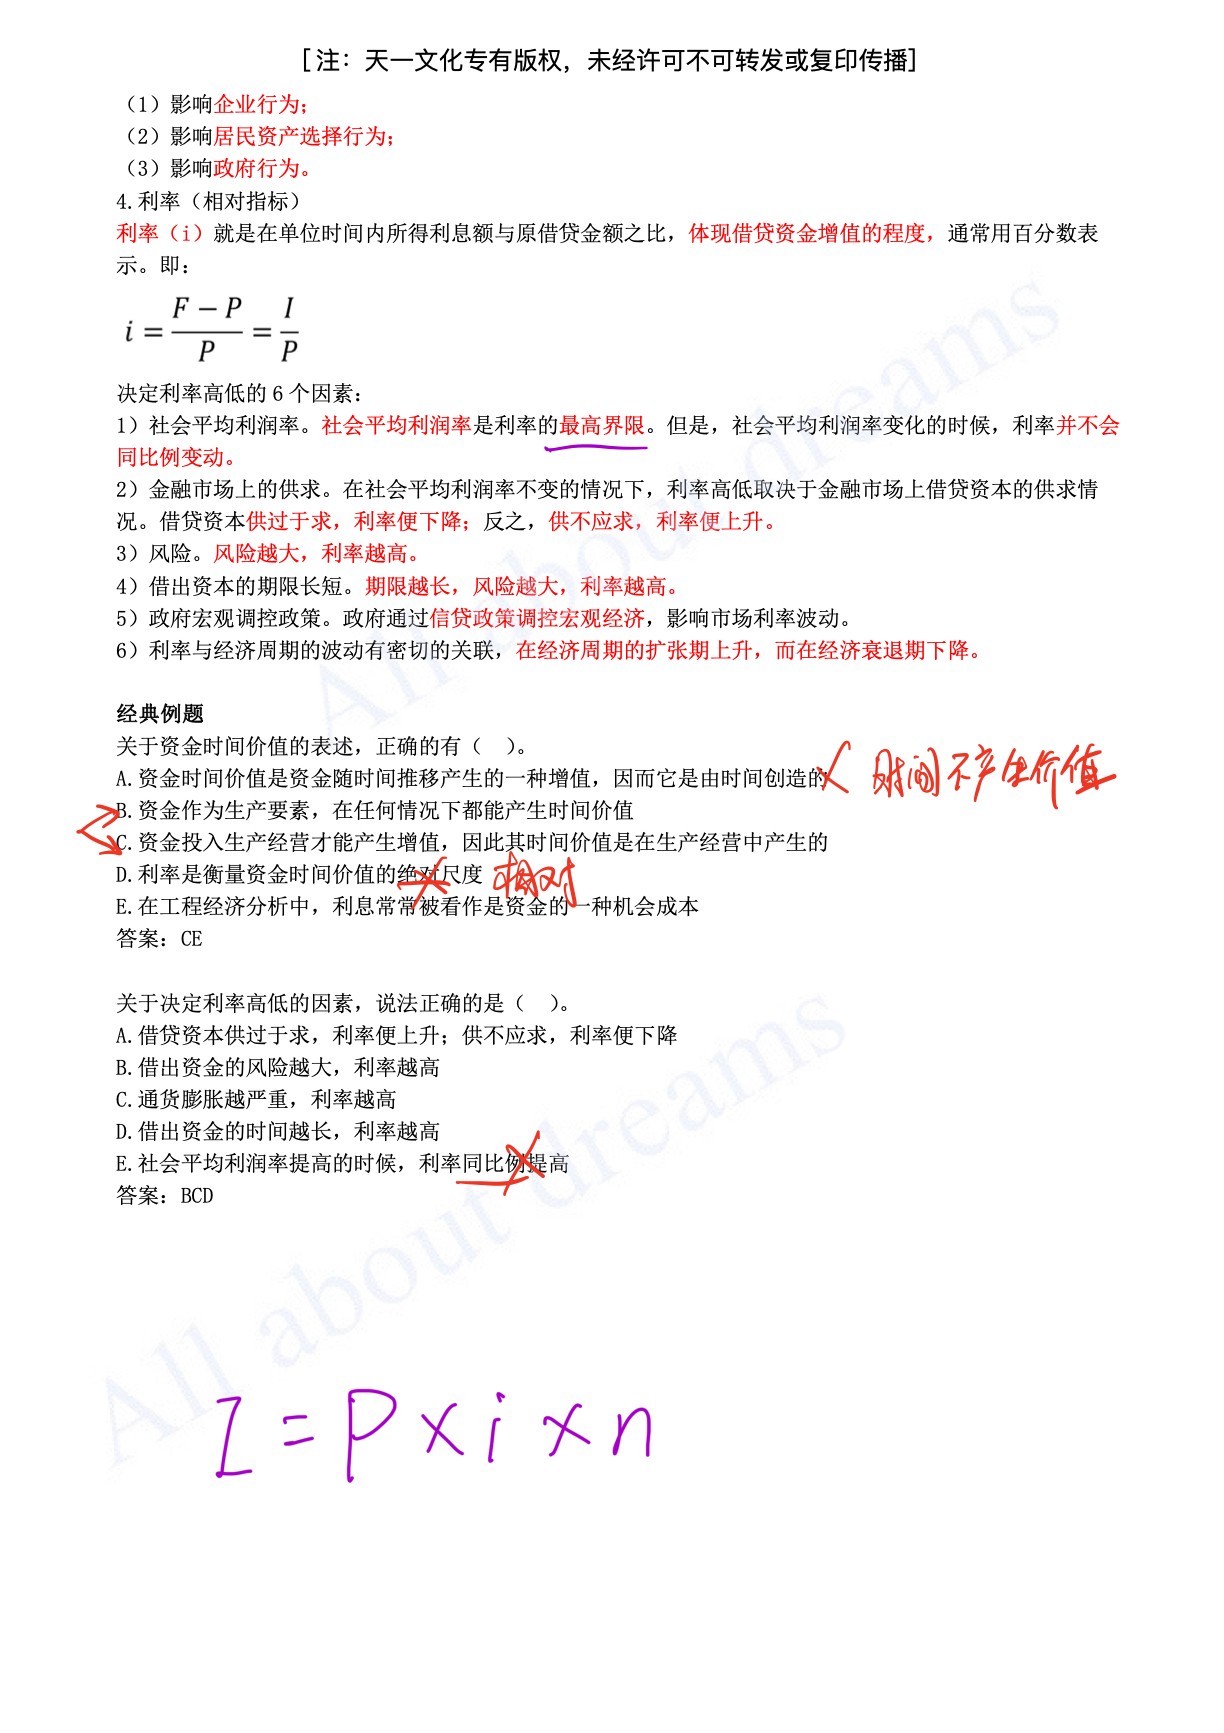 [注：天一文化专有版权，未经许可不可转发或复印传播]
（1）影响企业行为；
（2）影响居民资产选择行为；
（3）影响政府行为。
4.利率（相对指标）
利率（i）就是在单位时间内所得利息额与原借贷金额之比，体现借贷资金增值的程度，通常用百分数表
示。即：
i = (F − P)/P = I/P
决定利率高低的 6 个因素：
1）社会平均利润率。社会平均利润率是利率的最高界限。但是，社会平均利润率变化的时候，利率并不会
同比例变动。
2）金融市场上的供求。在社会平均利润率不变的情况下，利率高低取决于金融市场上借贷资本的供求情
况。借贷资本供过于求，利率便下降；反之，供不应求，利率便上升。
3）风险。风险越大，利率越高。
4）借出资本的期限长短。期限越长，风险越大，利率越高。
5）政府宏观调控政策。政府通过信贷政策调控宏观经济，影响市场利率波动。
6）利率与经济周期的波动有密切的关联，在经济周期的扩张期上升，而在经济衰退期下降。
经典例题
关于资金时间价值的表述，正确的有（　）。
A.资金时间价值是资金随时间推移产生的一种增值，因而它是由时间创造的 时间不产生价值
B.资金作为生产要素，在任何情况下都能产生时间价值
C.资金投入生产经营才能产生增值，因此其时间价值是在生产经营中产生的
D.利率是衡量资金时间价值的绝对尺度 相对
E.在工程经济分析中，利息常常被看作是资金的一种机会成本
答案：CE
关于决定利率高低的因素，说法正确的是（　）。
A.借贷资本供过于求，利率便上升；供不应求，利率便下降
B.借出资金的风险越大，利率越高
C.通货膨胀越严重，利率越高
D.借出资金的时间越长，利率越高
E.社会平均利润率提高的时候，利率同比例提高
答案：BCD
I = P × i × n
All about dreams
All about dreams